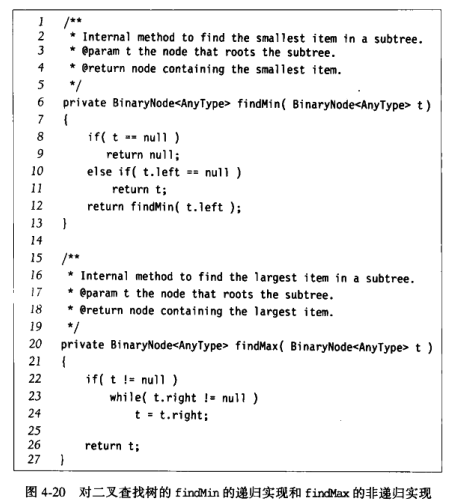 1 /**
2 * Internal method to find the smallest item in a subtree.
3 * @param t the node that roots the subtree.
4 * @return node containing the smallest item.
5 */
6 private BinaryNode<AnyType> findMin( BinaryNode<AnyType> t )
7 {
8 if( t == null )
9 return null;
10 else if( t.left == null )
11 return t;
12 return findMin( t.left );
13 }
14
15 /**
16 * Internal method to find the largest item in a subtree.
17 * @param t the node that roots the subtree.
18 * @return node containing the largest item.
19 */
20 private BinaryNode<AnyType> findMax( BinaryNode<AnyType> t )
21 {
22 if( t != null )
23 while( t.right != null )
24 t = t.right;
25
26 return t;
27 }
图 4-20 对二叉查找树的 findMin 的递归实现和 findMax 的非递归实现